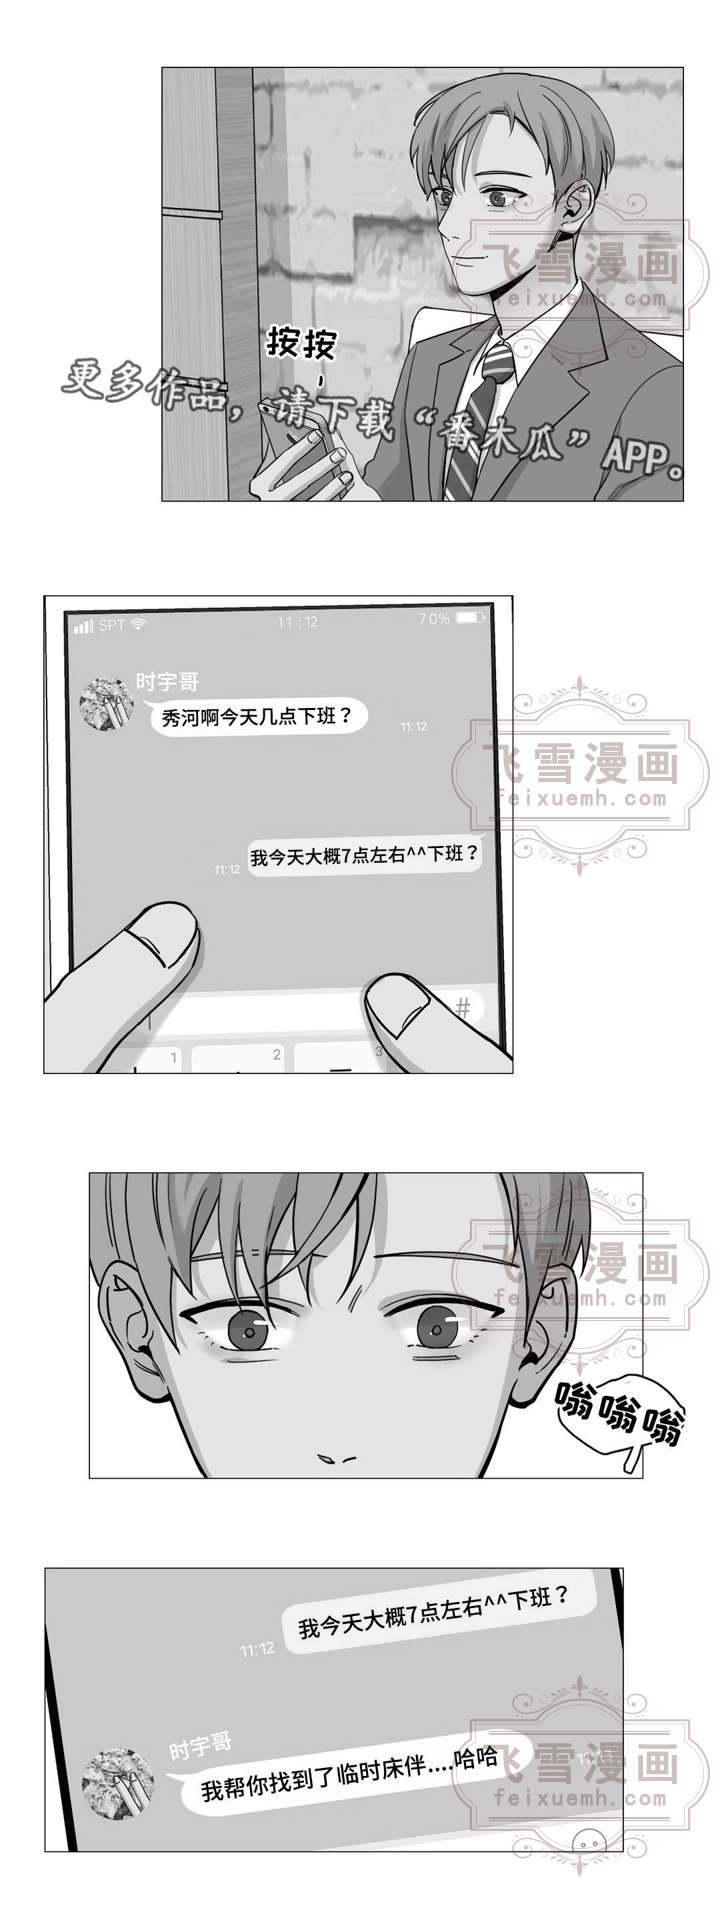 飞雪漫画
feixuemh.com
按按
更多作品，请下载“番木瓜”APP。
SPT 11:12 70%
时宇哥
秀河啊今天几点下班？
11:12
飞雪漫画
feixuemh.com
我今天大概7点左右^^下班？
11:12
#
1 2 3
飞雪漫画
feixuemh.com
嗡嗡嗡
我今天大概7点左右^^下班？
11:12
时宇哥
我帮你找到了临时床伴....哈哈
飞雪漫画
feixuemh.com